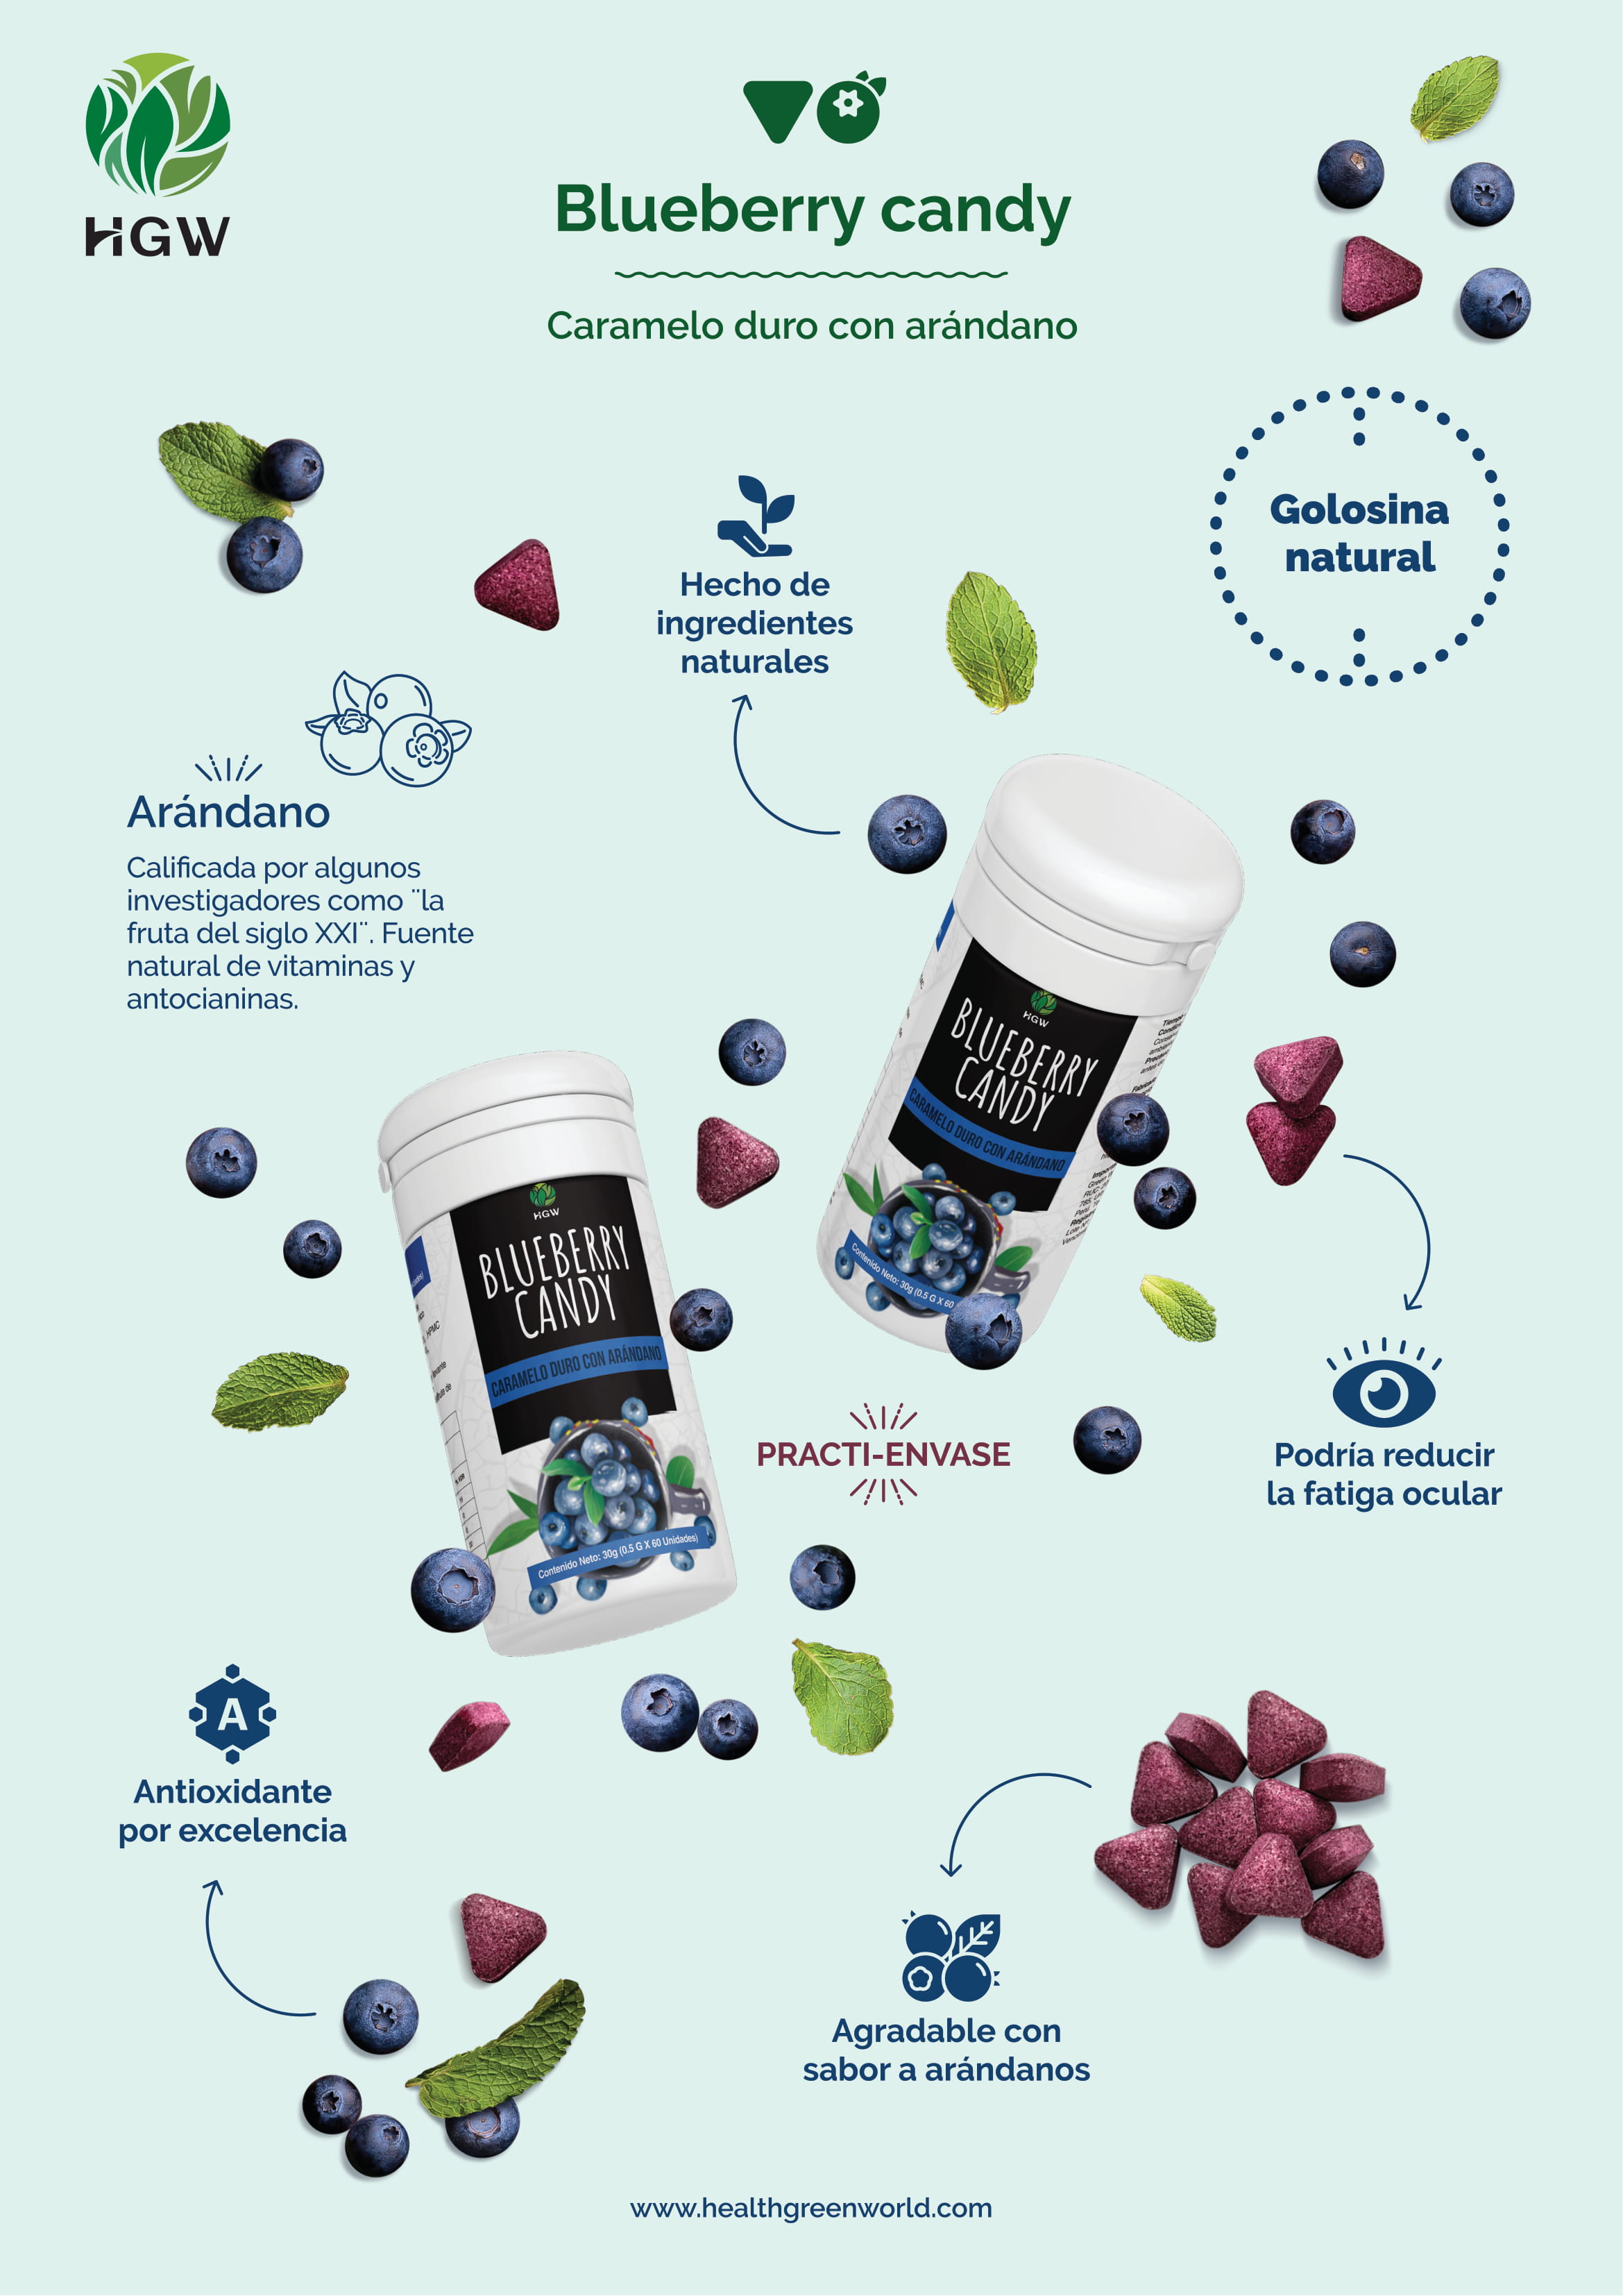 HGW
Blueberry candy
Caramelo duro con arándano
Golosina
natural
Hecho de
ingredientes
naturales
Arándano
Calificada por algunos
investigadores como ¨la
fruta del siglo XXI¨. Fuente
natural de vitaminas y
antocianinas.
HGW
BLUEBERRY
CANDY
CARAMELO DURO CON ARÁNDANO
Contenido Neto: 30g (0.5 G X 60
HGW
BLUEBERRY
CANDY
CARAMELO DURO CON ARÁNDANO
HPMC
Contenido Neto: 30g (0.5 G X 60 Unidades)
PRACTI-ENVASE
Podría reducir
la fatiga ocular
A
Antioxidante
por excelencia
Agradable con
sabor a arándanos
www.healthgreenworld.com